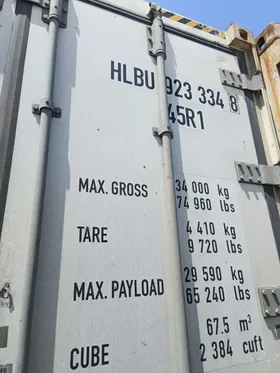 HLBU 923 334 8
45R1
MAX. GROSS 34 000 kg
74 960 lbs
TARE 4 410 kg
9 720 lbs
MAX. PAYLOAD 29 590 kg
65 240 lbs
CUBE 67.5 m³
2 384 cuft